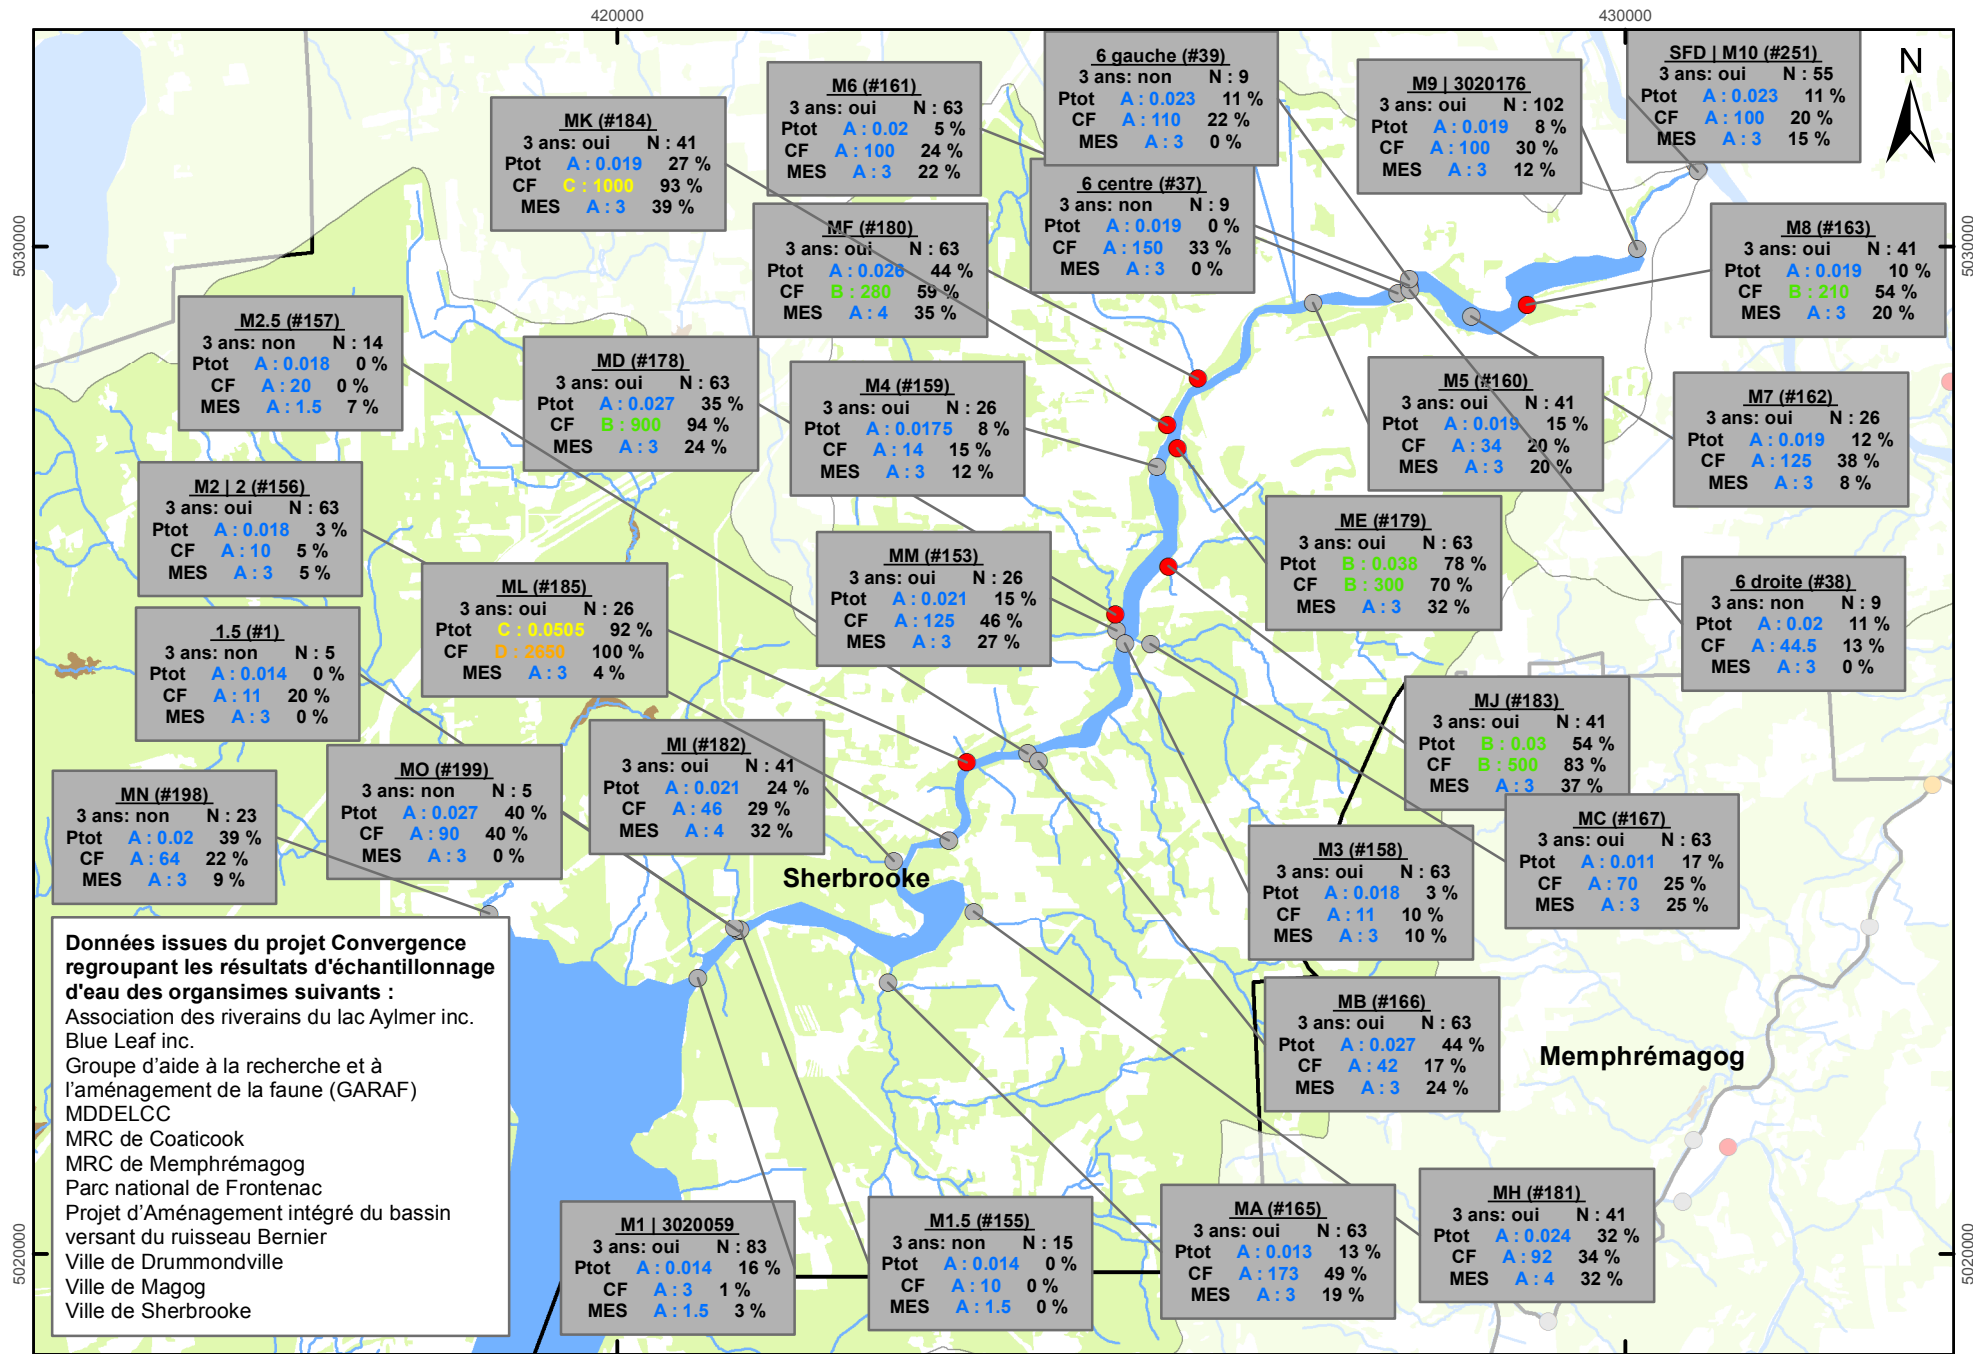 420000
430000
N
5030000
5030000
5020000
5020000
6 gauche (#39)
3 ans: non N : 9
Ptot A : 0.023 11 %
CF A : 110 22 %
MES A : 3 0 %
SFD | M10 (#251)
3 ans: oui N : 55
Ptot A : 0.023 11 %
CF A : 100 20 %
MES A : 3 15 %
M6 (#161)
3 ans: oui N : 63
Ptot A : 0.02 5 %
CF A : 100 24 %
MES A : 3 22 %
M9 | 3020176
3 ans: oui N : 102
Ptot A : 0.019 8 %
CF A : 100 30 %
MES A : 3 12 %
MK (#184)
3 ans: oui N : 41
Ptot A : 0.019 27 %
CF C : 1000 93 %
MES A : 3 39 %
6 centre (#37)
3 ans: non N : 9
Ptot A : 0.019 0 %
CF A : 150 33 %
MES A : 3 0 %
MF (#180)
3 ans: oui N : 63
Ptot A : 0.026 44 %
CF B : 280 59 %
MES A : 4 35 %
M8 (#163)
3 ans: oui N : 41
Ptot A : 0.019 10 %
CF B : 210 54 %
MES A : 3 20 %
M2.5 (#157)
3 ans: non N : 14
Ptot A : 0.018 0 %
CF A : 20 0 %
MES A : 1.5 7 %
MD (#178)
3 ans: oui N : 63
Ptot A : 0.027 35 %
CF B : 900 94 %
MES A : 3 24 %
M4 (#159)
3 ans: oui N : 26
Ptot A : 0.0175 8 %
CF A : 14 15 %
MES A : 3 12 %
M5 (#160)
3 ans: oui N : 41
Ptot A : 0.019 15 %
CF A : 34 20 %
MES A : 3 20 %
M7 (#162)
3 ans: oui N : 26
Ptot A : 0.019 12 %
CF A : 125 38 %
MES A : 3 8 %
M2 | 2 (#156)
3 ans: oui N : 63
Ptot A : 0.018 3 %
CF A : 10 5 %
MES A : 3 5 %
ML (#185)
3 ans: oui N : 26
Ptot C : 0.0505 92 %
CF D : 2650 100 %
MES A : 3 4 %
MM (#153)
3 ans: oui N : 26
Ptot A : 0.021 15 %
CF A : 125 46 %
MES A : 3 27 %
ME (#179)
3 ans: oui N : 63
Ptot B : 0.038 78 %
CF B : 300 70 %
MES A : 3 32 %
6 droite (#38)
3 ans: non N : 9
Ptot A : 0.02 11 %
CF A : 44.5 13 %
MES A : 3 0 %
1.5 (#1)
3 ans: non N : 5
Ptot A : 0.014 0 %
CF A : 11 20 %
MES A : 3 0 %
MJ (#183)
3 ans: oui N : 41
Ptot B : 0.03 54 %
CF B : 500 83 %
MES A : 3 37 %
MI (#182)
3 ans: oui N : 41
Ptot A : 0.021 24 %
CF A : 46 29 %
MES A : 4 32 %
MO (#199)
3 ans: non N : 5
Ptot A : 0.027 40 %
CF A : 90 40 %
MES A : 3 0 %
MN (#198)
3 ans: non N : 23
Ptot A : 0.02 39 %
CF A : 64 22 %
MES A : 3 9 %
MC (#167)
3 ans: oui N : 63
Ptot A : 0.011 17 %
CF A : 70 25 %
MES A : 3 25 %
M3 (#158)
3 ans: oui N : 63
Ptot A : 0.018 3 %
CF A : 11 10 %
MES A : 3 10 %
Sherbrooke
MB (#166)
3 ans: oui N : 63
Ptot A : 0.027 44 %
CF A : 42 17 %
MES A : 3 24 %
Memphrémagog
Données issues du projet Convergence
regroupant les résultats d'échantillonnage
d'eau des organsimes suivants :
Association des riverains du lac Aylmer inc.
Blue Leaf inc.
Groupe d’aide à la recherche et à
l’aménagement de la faune (GARAF)
MDDELCC
MRC de Coaticook
MRC de Memphrémagog
Parc national de Frontenac
Projet d’Aménagement intégré du bassin
versant du ruisseau Bernier
Ville de Drummondville
Ville de Magog
Ville de Sherbrooke
M1 | 3020059
3 ans: oui N : 83
Ptot A : 0.014 16 %
CF A : 3 1 %
MES A : 1.5 3 %
M1.5 (#155)
3 ans: non N : 15
Ptot A : 0.014 0 %
CF A : 10 0 %
MES A : 1.5 0 %
MA (#165)
3 ans: oui N : 63
Ptot A : 0.013 13 %
CF A : 173 49 %
MES A : 3 19 %
MH (#181)
3 ans: oui N : 41
Ptot A : 0.024 32 %
CF A : 92 34 %
MES A : 4 32 %